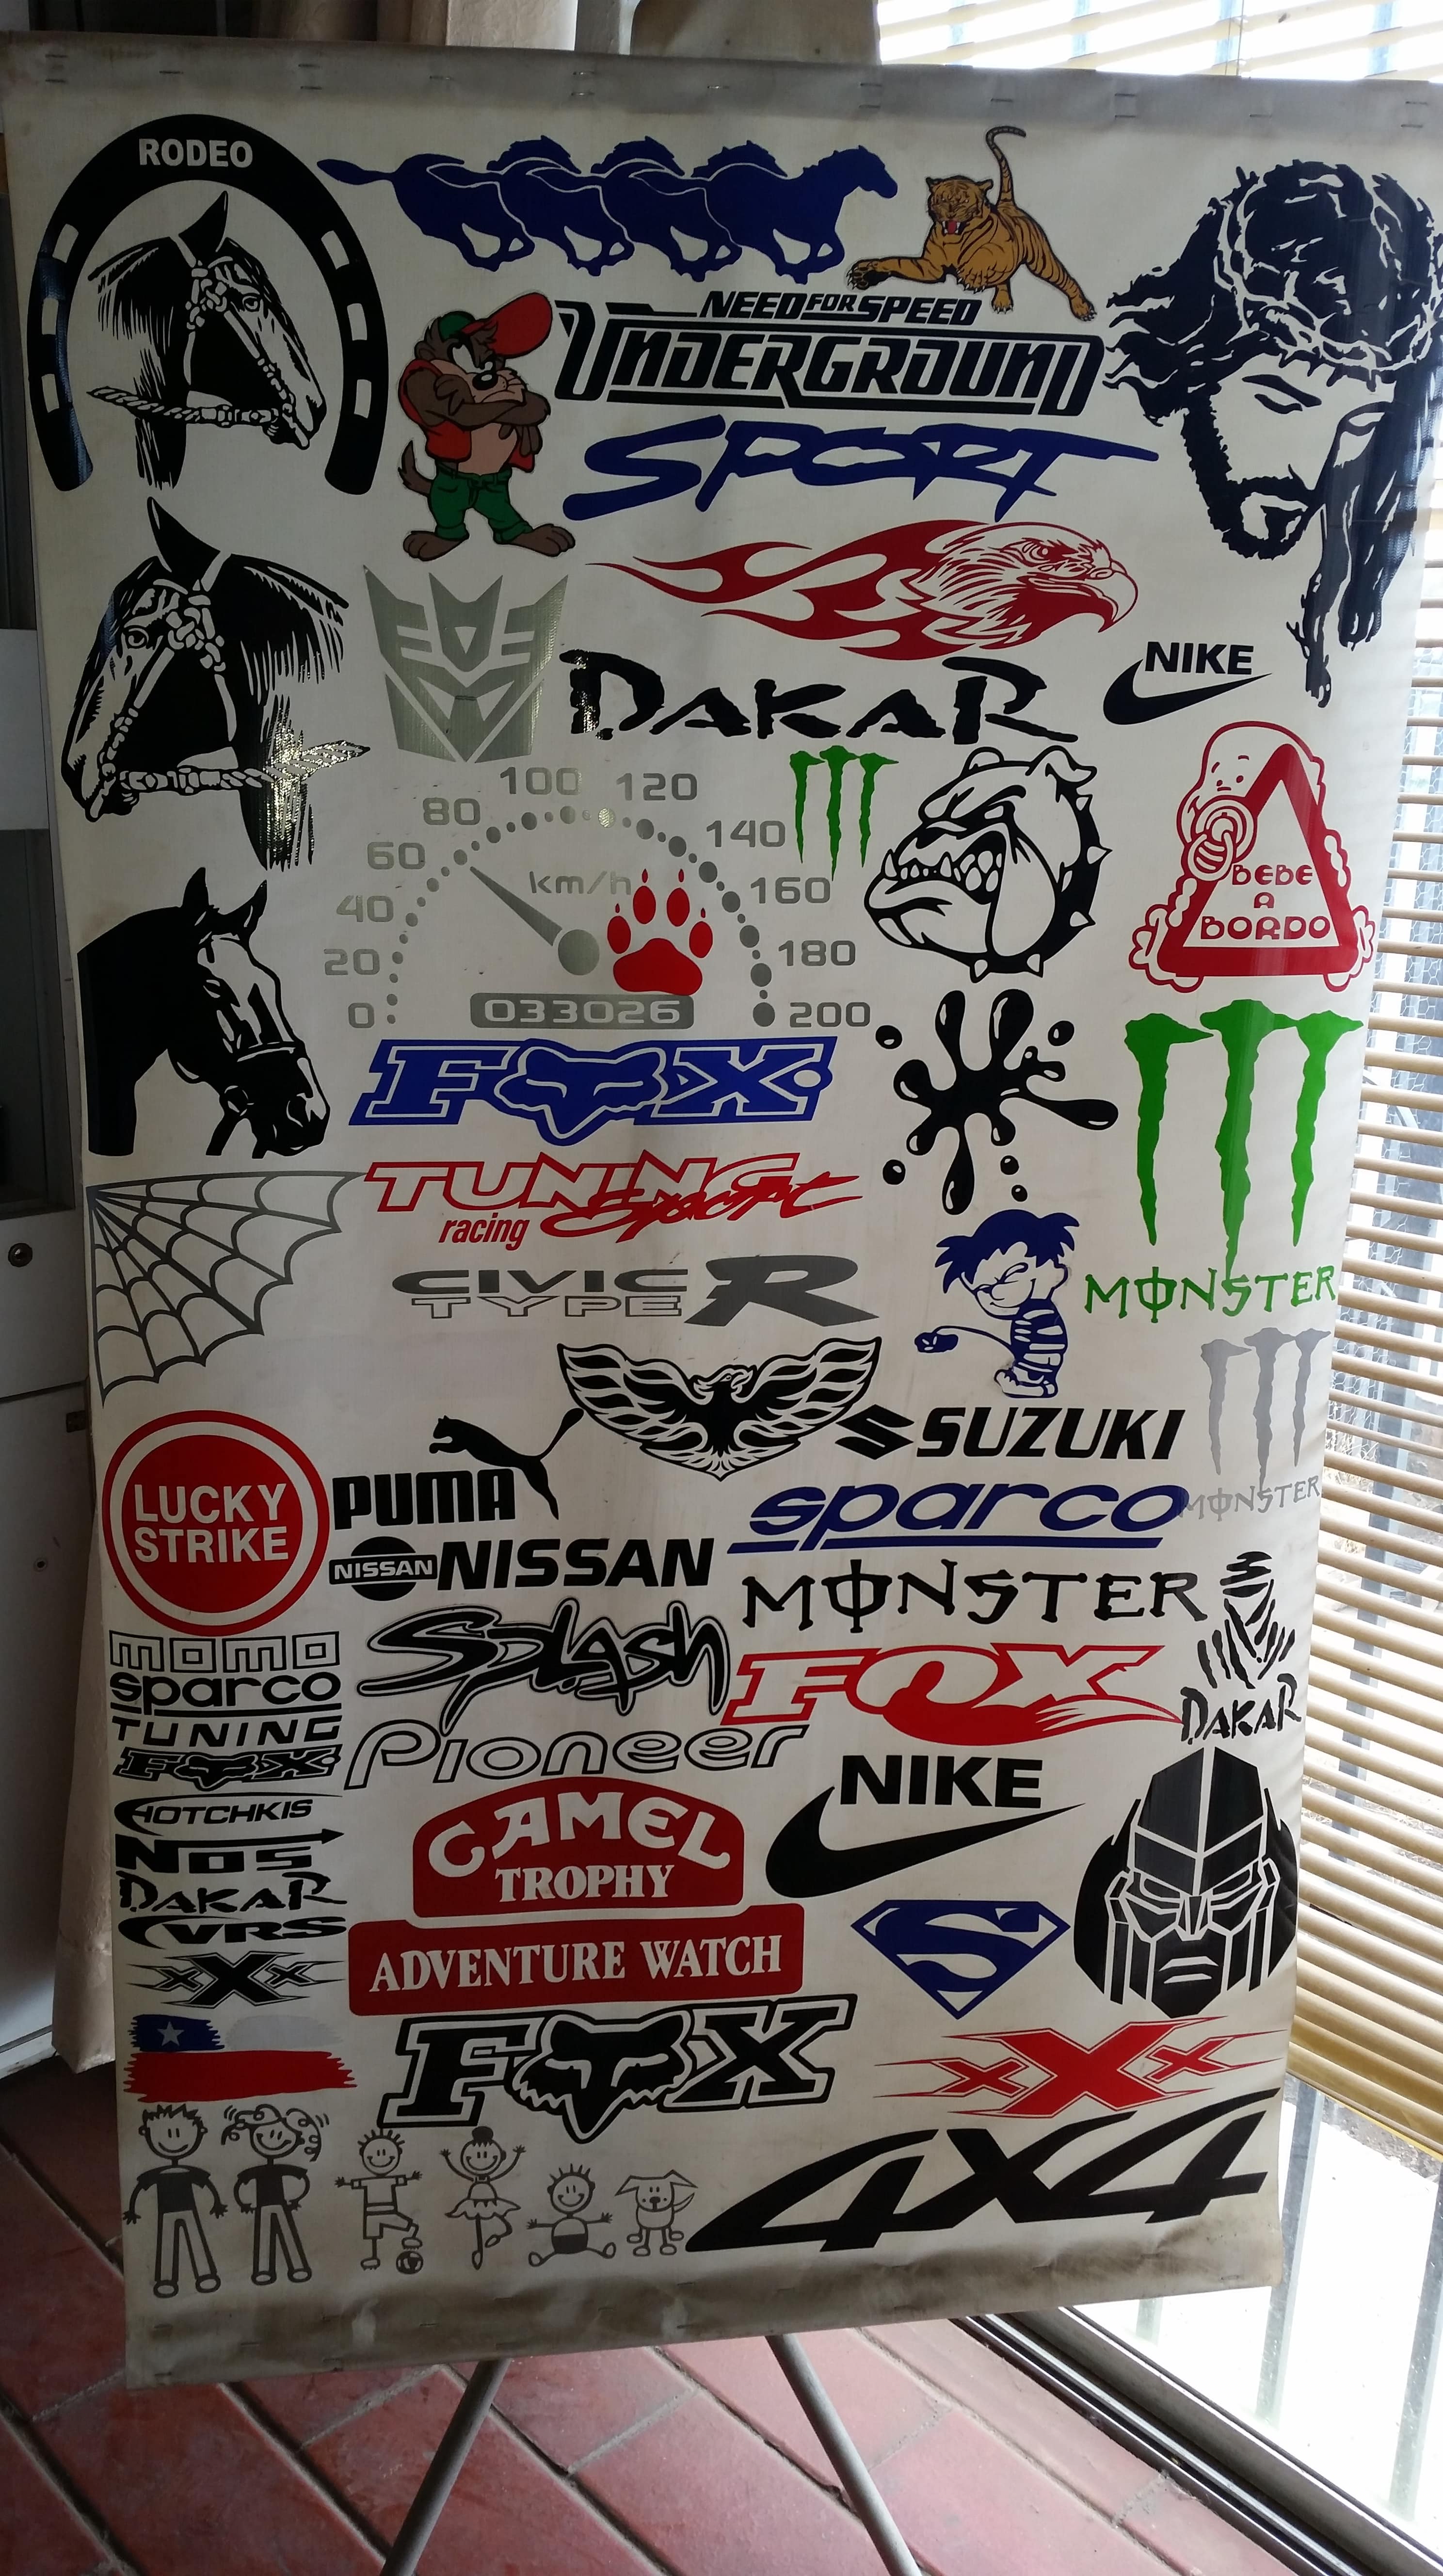 RODEO
NEED FOR SPEED
UNDERGROUND
SPORT
DAKAR
NIKE
100 120
80 140
60 km/h 160
40
20 180
0 033026 200
BEBE
A
BORDO
FOX
TUNING
racing Sport
CIVIC
TYPE R
MONSTER
LUCKY
STRIKE
PUMA
SUZUKI
sparco
MONSTER
NISSAN NISSAN
MONSTER
Splash
FOX
DAKAR
Pioneer
momo
sparco
TUNING
FOX
HOTCHKIS
NOS
DAKAR
VRS
xXx
CAMEL
TROPHY
ADVENTURE WATCH
NIKE
S
FOX
xXx
4x4